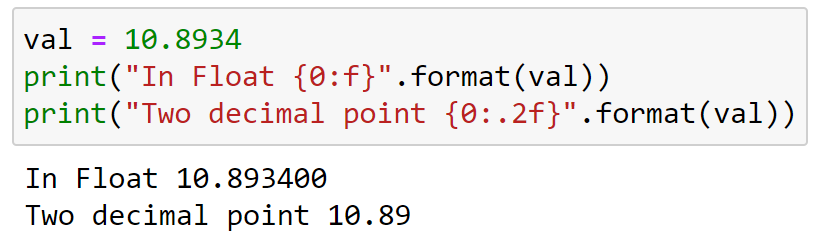 val = 10.8934
print("In Float {0:f}".format(val))
print("Two decimal point {0:.2f}".format(val))
In Float 10.893400
Two decimal point 10.89